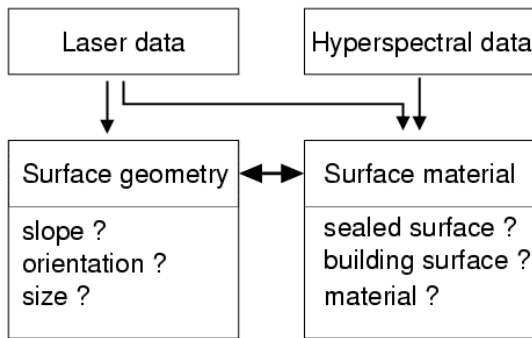 Laser data
Hyperspectral data
Surface geometry
slope ?
orientation ?
size ?
Surface material
sealed surface ?
building surface ?
material ?